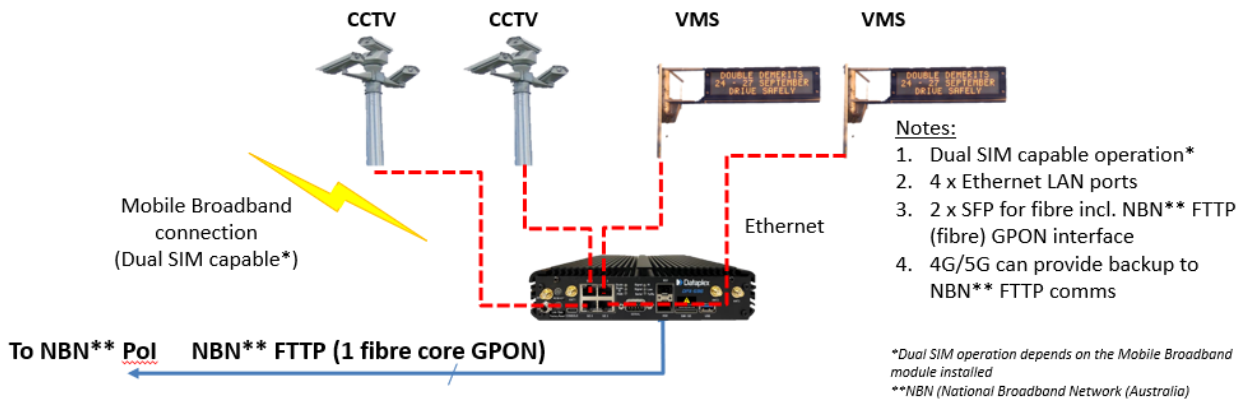 CCTV
CCTV
VMS
VMS
DOUBLE DEMERITS
24 - 27 SEPTEMBER
DRIVE SAFELY
DOUBLE DEMERITS
24 - 27 SEPTEMBER
DRIVE SAFELY
Notes:
1. Dual SIM capable operation*
2. 4 x Ethernet LAN ports
3. 2 x SFP for fibre incl. NBN** FTTP
(fibre) GPON interface
4. 4G/5G can provide backup to
NBN** FTTP comms
Mobile Broadband
connection
(Dual SIM capable*)
Ethernet
Dataplex
To NBN** PoI NBN** FTTP (1 fibre core GPON)
*Dual SIM operation depends on the Mobile Broadband
module installed
**NBN (National Broadband Network (Australia)